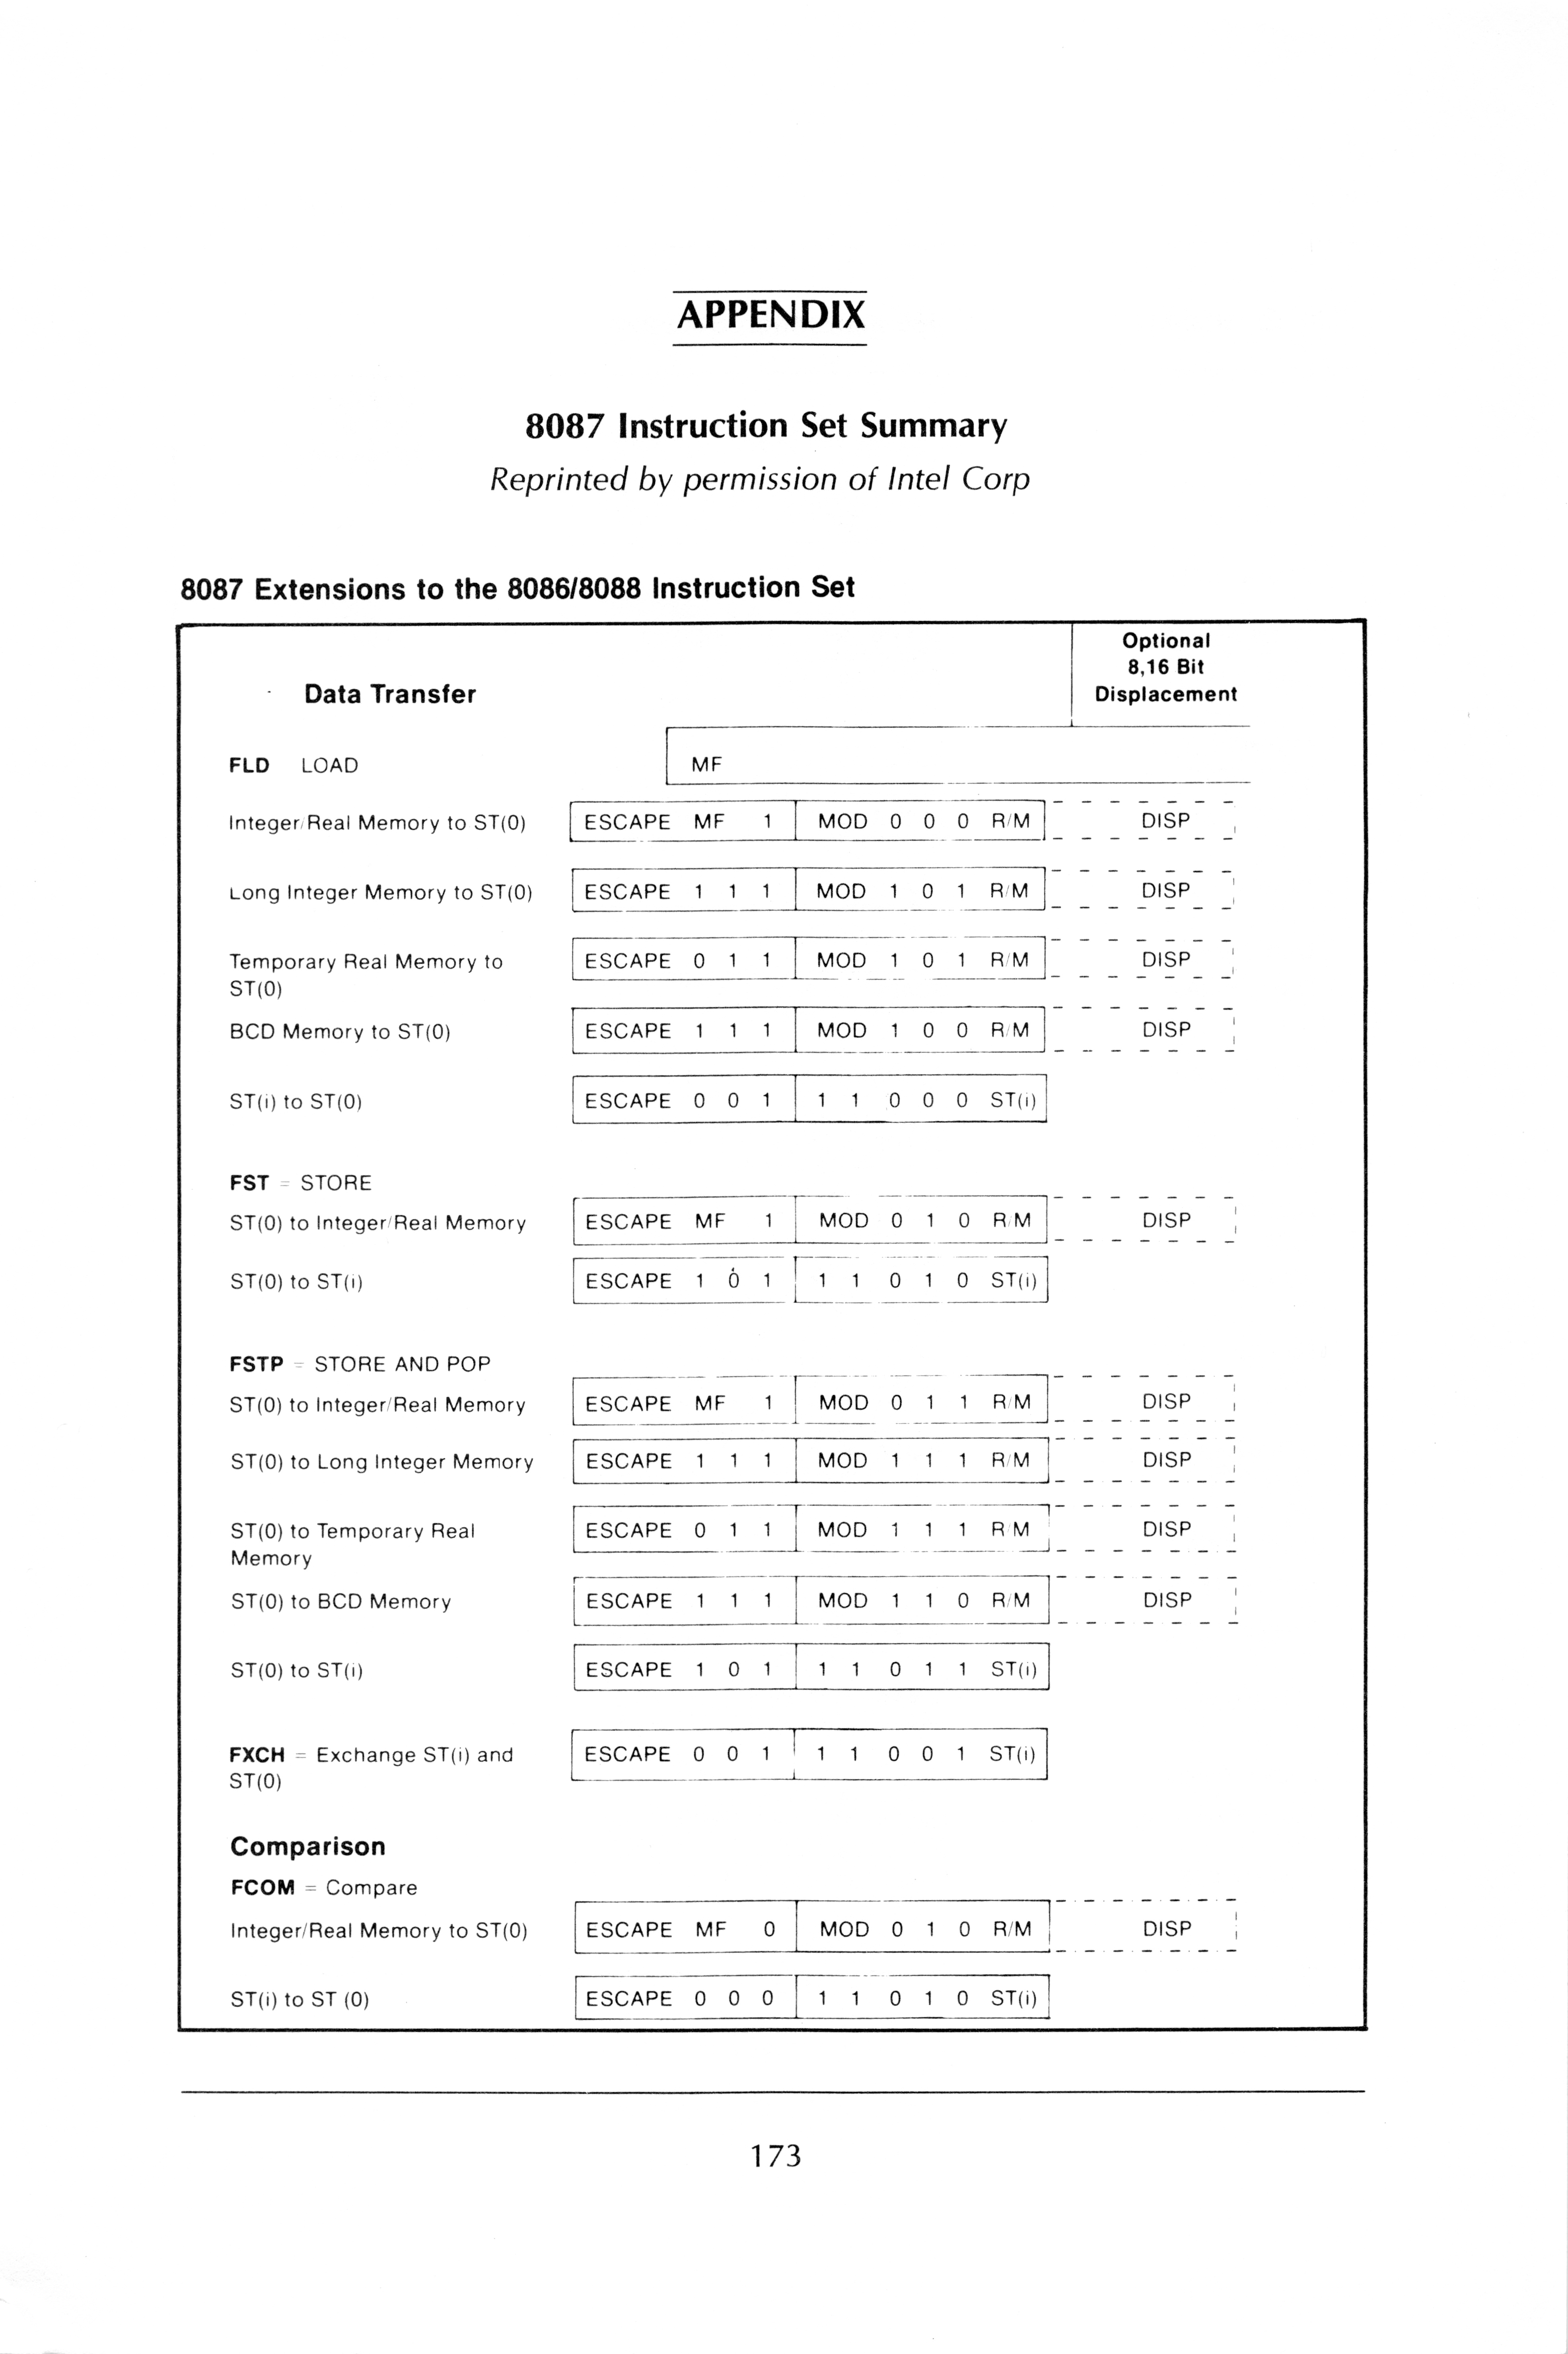 APPENDIX
8087 Instruction Set Summary
Reprinted by permission of Intel Corp
8087 Extensions to the 8086/8088 Instruction Set
Optional
8,16 Bit
Data Transfer Displacement
FLD LOAD MF
Integer/Real Memory to ST(0) ESCAPE MF 1 MOD 0 0 0 R/M DISP
Long Integer Memory to ST(0) ESCAPE 1 1 1 MOD 1 0 1 R/M DISP
Temporary Real Memory to ESCAPE 0 1 1 MOD 1 0 1 R/M DISP
ST(0)
BCD Memory to ST(0) ESCAPE 1 1 1 MOD 1 0 0 R/M DISP
ST(i) to ST(0) ESCAPE 0 0 1 1 1 0 0 0 ST(i)
FST = STORE
ST(0) to Integer/Real Memory ESCAPE MF 1 MOD 0 1 0 R/M DISP
ST(0) to ST(i) ESCAPE 1 0 1 1 1 0 1 0 ST(i)
FSTP = STORE AND POP
ST(0) to Integer/Real Memory ESCAPE MF 1 MOD 0 1 1 R/M DISP
ST(0) to Long Integer Memory ESCAPE 1 1 1 MOD 1 1 1 R/M DISP
ST(0) to Temporary Real ESCAPE 0 1 1 MOD 1 1 1 R/M DISP
Memory
ST(0) to BCD Memory ESCAPE 1 1 1 MOD 1 1 0 R/M DISP
ST(0) to ST(i) ESCAPE 1 0 1 1 1 0 1 1 ST(i)
FXCH = Exchange ST(i) and ESCAPE 0 0 1 1 1 0 0 1 ST(i)
ST(0)
Comparison
FCOM = Compare
Integer/Real Memory to ST(0) ESCAPE MF 0 MOD 0 1 0 R/M DISP
ST(i) to ST (0) ESCAPE 0 0 0 1 1 0 1 0 ST(i)
173